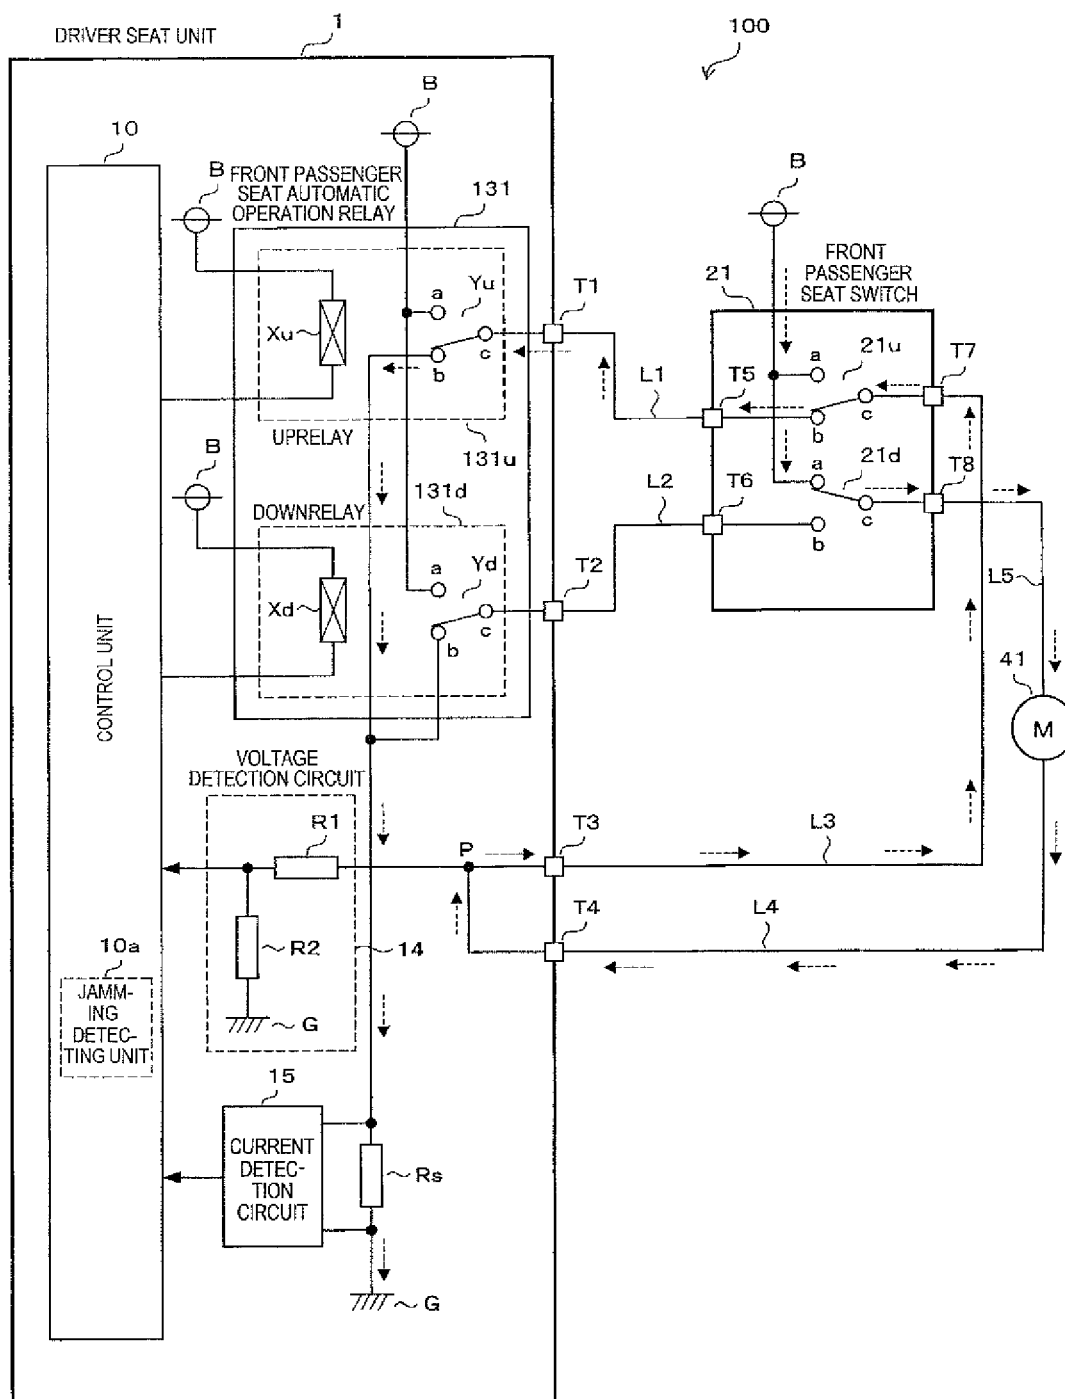 DRIVER SEAT UNIT
1
100
B
10
B
FRONT PASSENGER
SEAT AUTOMATIC
OPERATION RELAY
131
B
FRONT
PASSENGER
SEAT SWITCH
21
a
Yu
T1
Xu
c
b
a
21u
T7
L1
T5
c
b
UPRELAY
131u
B
131d
a
21d
T8
L2
T6
c
b
DOWNRELAY
a
Yd
T2
L5
Xd
c
b
41
M
CONTROL UNIT
VOLTAGE
DETECTION CIRCUIT
R1
P
T3
L3
T4
L4
R2
14
10a
JAMM-
ING
DETEC-
TING UNIT
G
15
CURRENT
DETEC-
TION
CIRCUIT
Rs
G